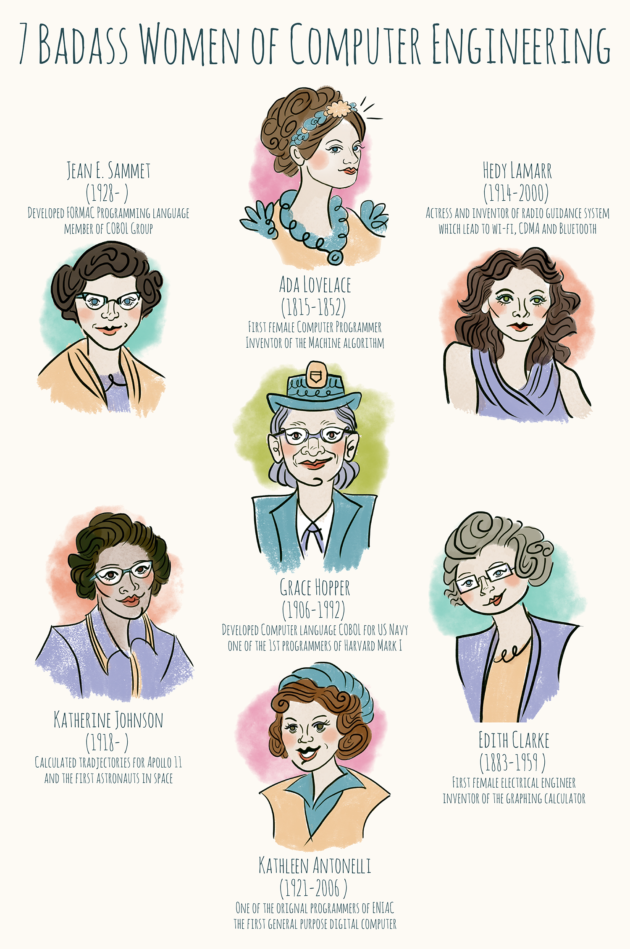 7 Badass Women of Computer Engineering
Jean E. Sammet
(1928- )
Developed FORMAC Programming language
member of COBOL Group
Ada Lovelace
(1815-1852)
First female Computer Programmer
Inventor of the Machine algorithm
Hedy Lamarr
(1914-2000)
Actress and inventor of radio guidance system
which lead to wi-fi, CDMA and Bluetooth
Grace Hopper
(1906-1992)
Developed Computer language COBOL for US Navy
one of the 1st programmers of Harvard Mark I
Katherine Johnson
(1918- )
Calculated tradjectories for Apollo 11
and the first astronauts in space
Edith Clarke
(1883-1959 )
First female electrical engineer
inventor of the graphing calculator
Kathleen Antonelli
(1921-2006 )
One of the orignal programmers of ENIAC
the first general purpose digital computer